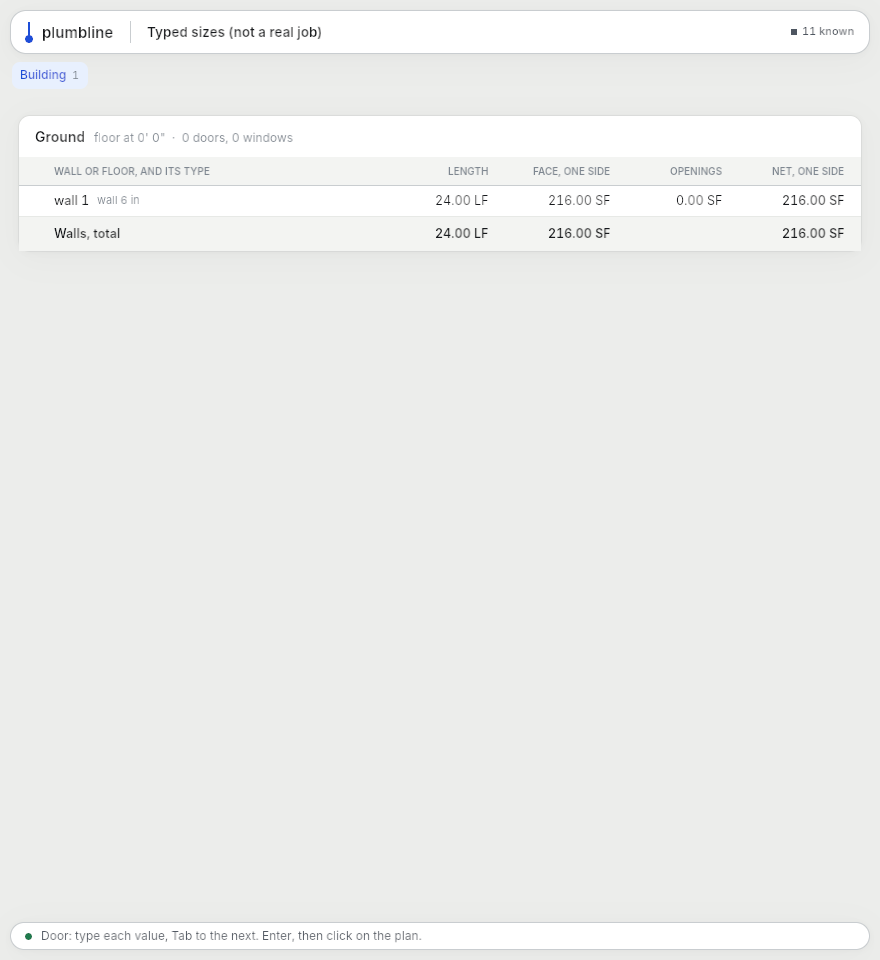 plumbline Typed sizes (not a real job) 11 known
Building 1
Ground floor at 0' 0" · 0 doors, 0 windows
WALL OR FLOOR, AND ITS TYPE LENGTH FACE, ONE SIDE OPENINGS NET, ONE SIDE
wall 1 wall 6 in 24.00 LF 216.00 SF 0.00 SF 216.00 SF
Walls, total 24.00 LF 216.00 SF 216.00 SF
Door: type each value, Tab to the next. Enter, then click on the plan.